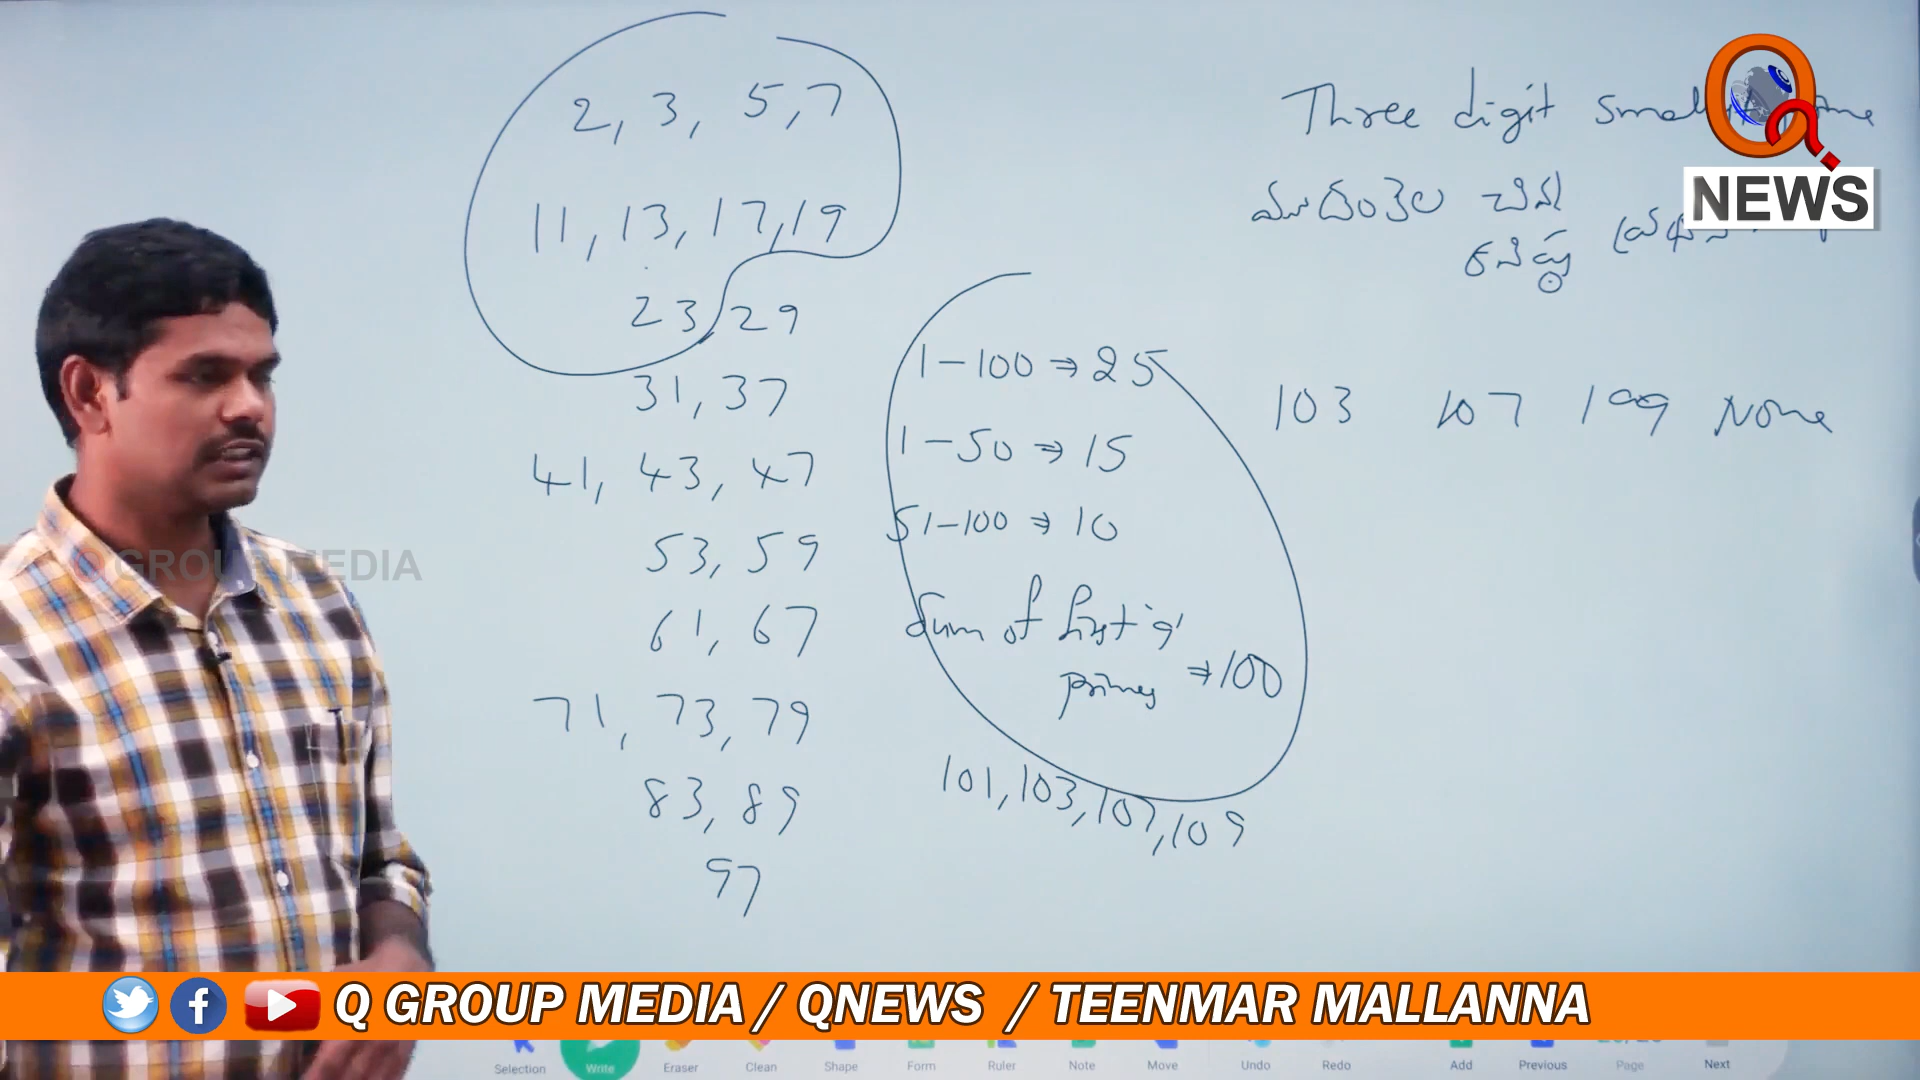 2, 3, 5, 7
11, 13, 17, 19
23, 29
31, 37
41, 43, 47
53, 59
61, 67
71, 73, 79
83, 89
97
1-100 ⇒ 25
1-50 ⇒ 15
51-100 ⇒ 10
Sum of first '9'
primes ⇒ 100
101, 103, 107, 109
Three digit
చిన్న
103 107 199 None
Q
NEWS
Q GROUP MEDIA
Q GROUP MEDIA / QNEWS / TEENMAR MALLANNA
Selection Write Eraser Clean Shape Form Ruler Note Move Undo Redo Add Previous Page Next